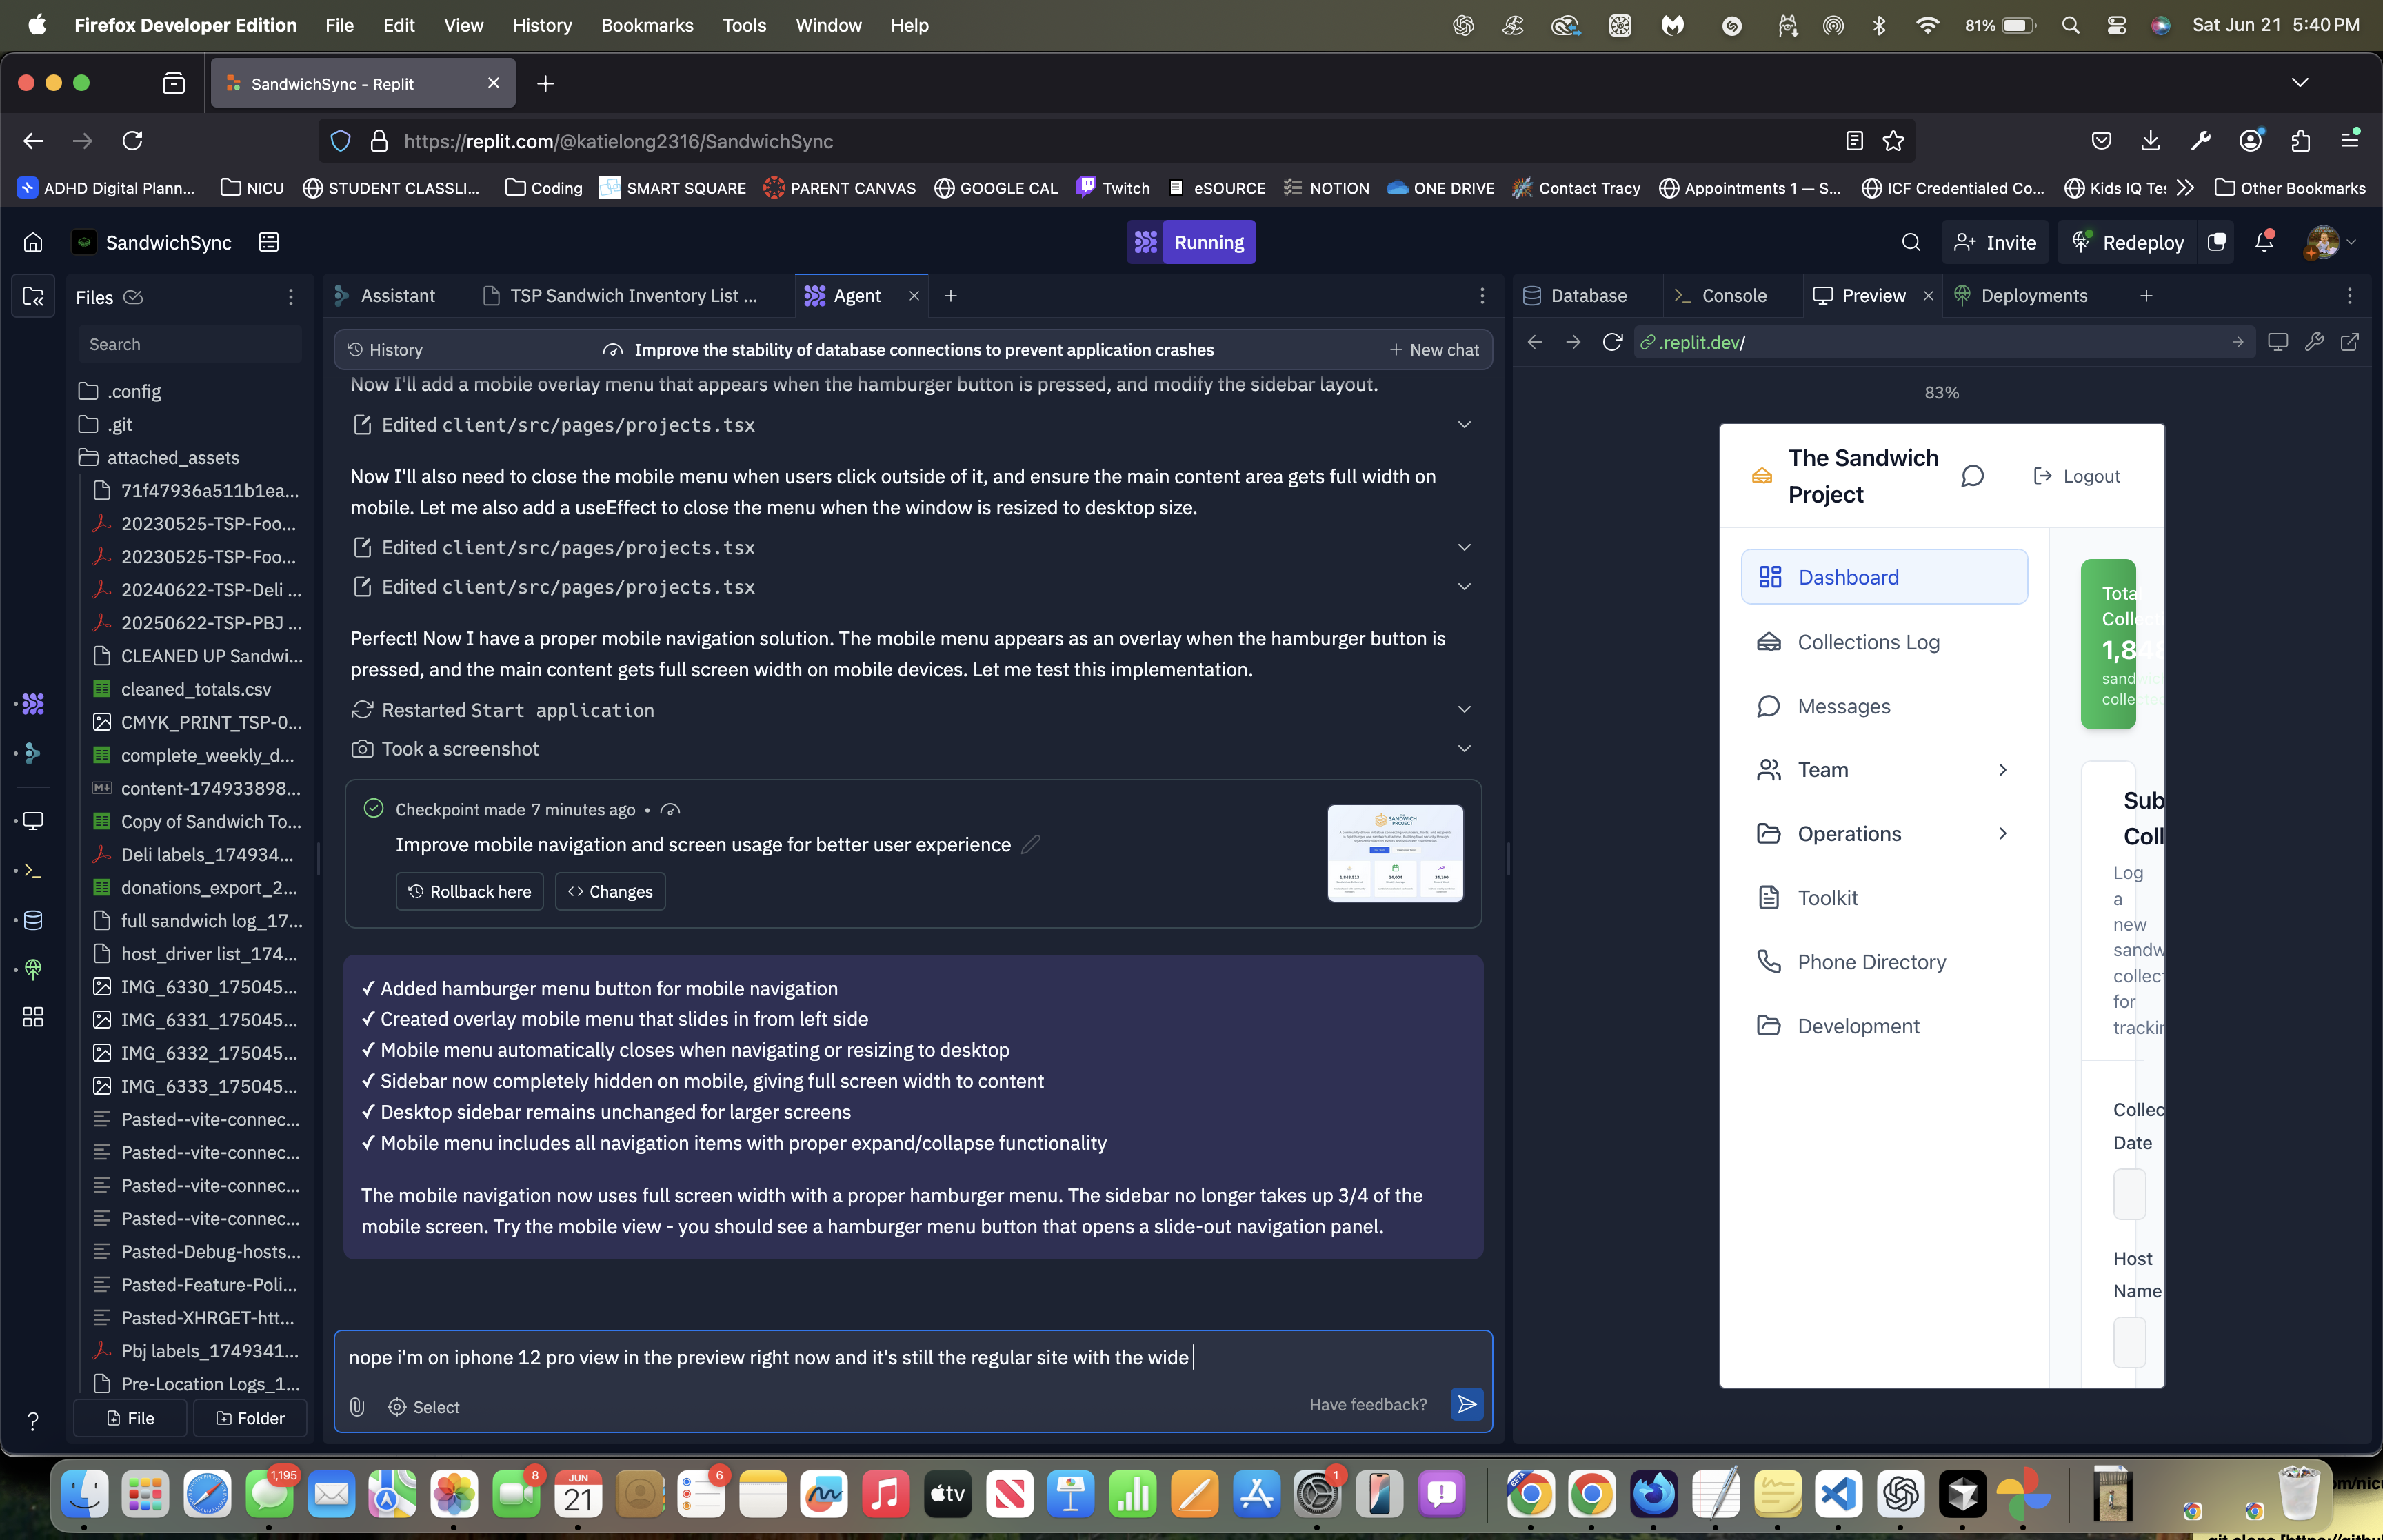 Firefox Developer Edition File Edit View History Bookmarks Tools Window Help 81% Sat Jun 21 5:40 PM
SandwichSync - Replit
https://replit.com/@katielong2316/SandwichSync
ADHD Digital Plann... NICU STUDENT CLASSLI... Coding SMART SQUARE PARENT CANVAS GOOGLE CAL Twitch eSOURCE NOTION ONE DRIVE Contact Tracy Appointments 1 — S... ICF Credentialed Co... Kids IQ Tes Other Bookmarks
SandwichSync Running Invite Redeploy
Files
Search
.config
.git
attached_assets
71f47936a511b1ea...
20230525-TSP-Foo...
20230525-TSP-Foo...
20240622-TSP-Deli ...
20250622-TSP-PBJ ...
CLEANED UP Sandwi...
cleaned_totals.csv
CMYK_PRINT_TSP-0...
complete_weekly_d...
content-174933898...
Copy of Sandwich To...
Deli labels_174934...
donations_export_2...
full sandwich log_17...
host_driver list_174...
IMG_6330_175045...
IMG_6331_175045...
IMG_6332_175045...
IMG_6333_175045...
Pasted--vite-connec...
Pasted--vite-connec...
Pasted--vite-connec...
Pasted--vite-connec...
Pasted-Debug-hosts...
Pasted-Feature-Poli...
Pasted-XHRGET-htt...
Pbj labels_1749341...
Pre-Location Logs_1...
File Folder
Assistant TSP Sandwich Inventory List ... Agent
History Improve the stability of database connections to prevent application crashes New chat
Now I'll add a mobile overlay menu that appears when the hamburger button is pressed, and modify the sidebar layout.
Edited client/src/pages/projects.tsx
Now I'll also need to close the mobile menu when users click outside of it, and ensure the main content area gets full width on
mobile. Let me also add a useEffect to close the menu when the window is resized to desktop size.
Edited client/src/pages/projects.tsx
Edited client/src/pages/projects.tsx
Perfect! Now I have a proper mobile navigation solution. The mobile menu appears as an overlay when the hamburger button is
pressed, and the main content gets full screen width on mobile devices. Let me test this implementation.
Restarted Start application
Took a screenshot
Checkpoint made 7 minutes ago •
Improve mobile navigation and screen usage for better user experience
Rollback here Changes
SANDWICH
PROJECT
✓ Added hamburger menu button for mobile navigation
✓ Created overlay mobile menu that slides in from left side
✓ Mobile menu automatically closes when navigating or resizing to desktop
✓ Sidebar now completely hidden on mobile, giving full screen width to content
✓ Desktop sidebar remains unchanged for larger screens
✓ Mobile menu includes all navigation items with proper expand/collapse functionality
The mobile navigation now uses full screen width with a proper hamburger menu. The sidebar no longer takes up 3/4 of the
mobile screen. Try the mobile view - you should see a hamburger menu button that opens a slide-out navigation panel.
nope i'm on iphone 12 pro view in the preview right now and it's still the regular site with the wide
Select Have feedback?
Database Console Preview Deployments
.replit.dev/
83%
The Sandwich
Project
Logout
Dashboard
Collections Log
Messages
Team
Operations
Toolkit
Phone Directory
Development
Tota
Collec
1,84
sandwi
collected
Sub
Coll
Log
a
new
sandw
collect
for
trackin
Collec
Date
Host
Name
1,195
8
JUN
21
6
tv
1
BETA